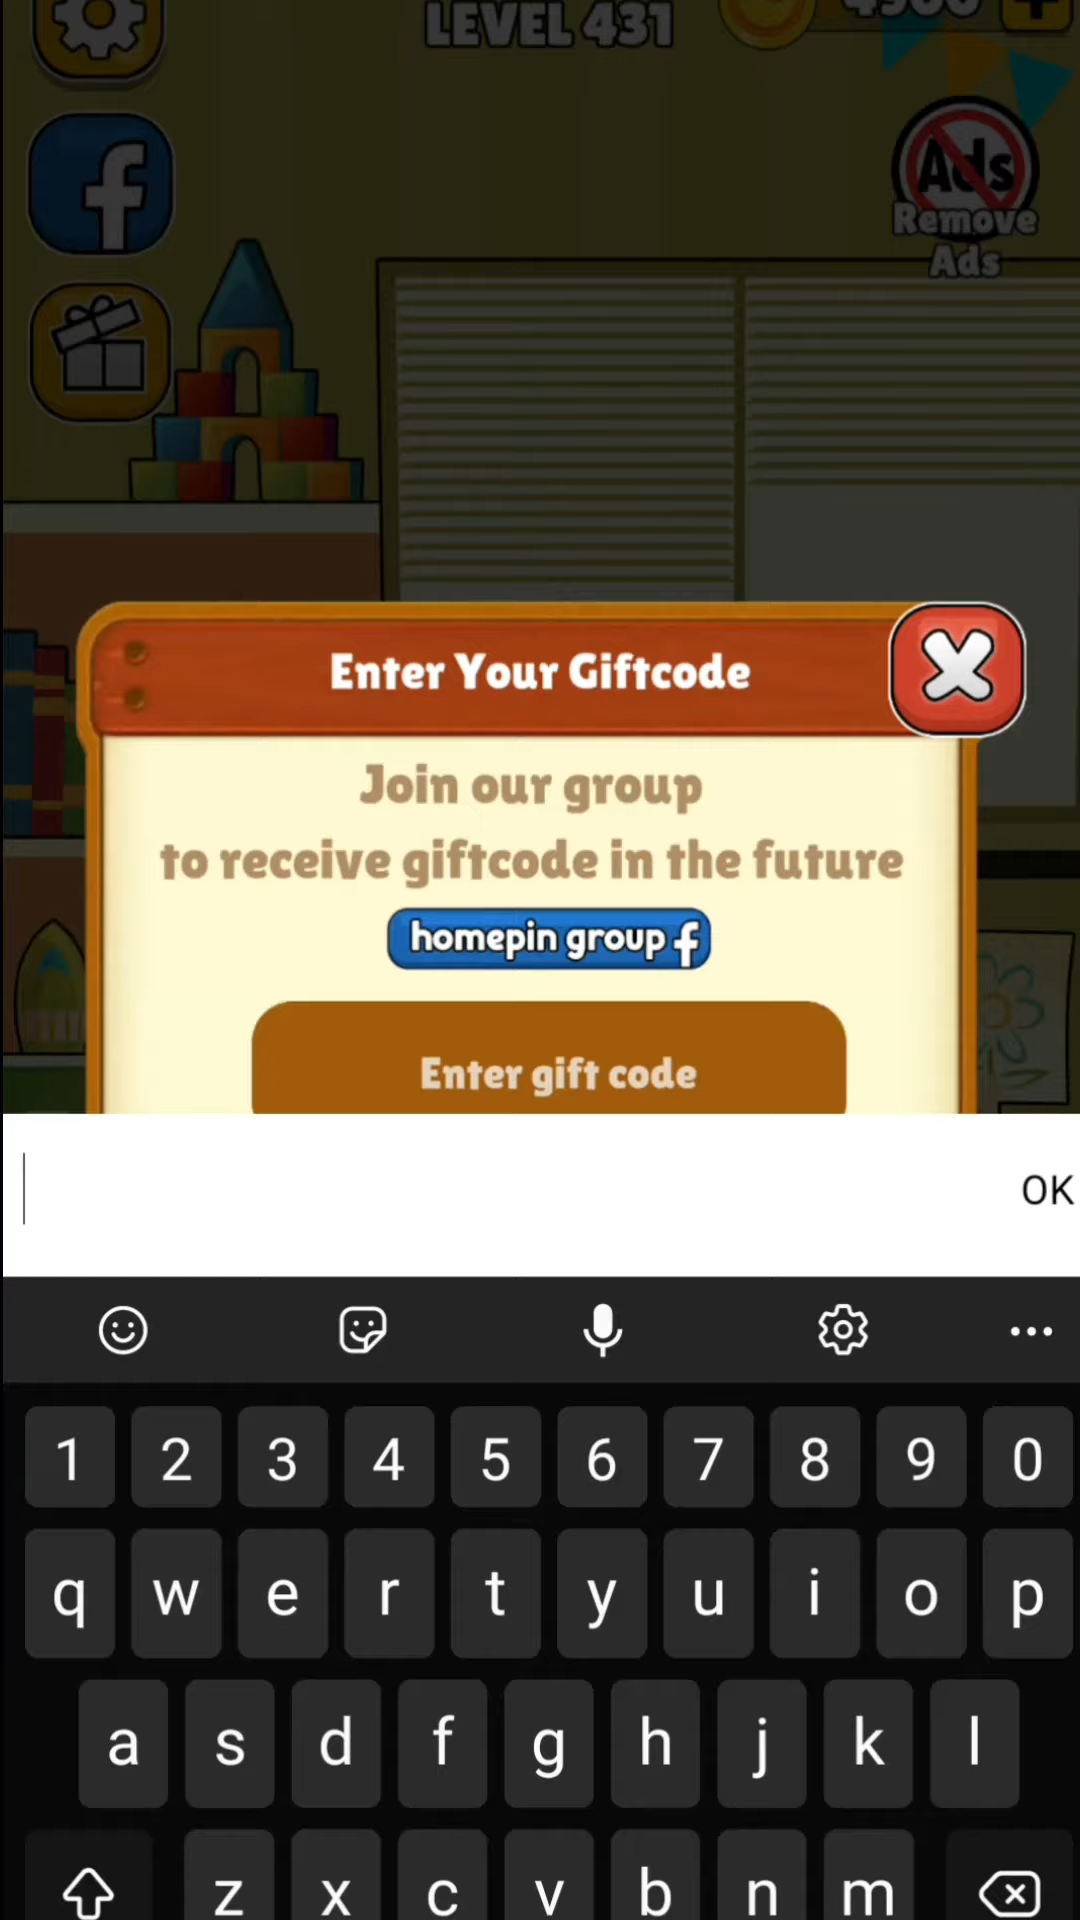 LEVEL 431
4980
Ads
Remove
Ads
Enter Your Giftcode
Join our group
to receive giftcode in the future
homepin group f
Enter gift code
OK
1 2 3 4 5 6 7 8 9 0
q w e r t y u i o p
a s d f g h j k l
z x c v b n m